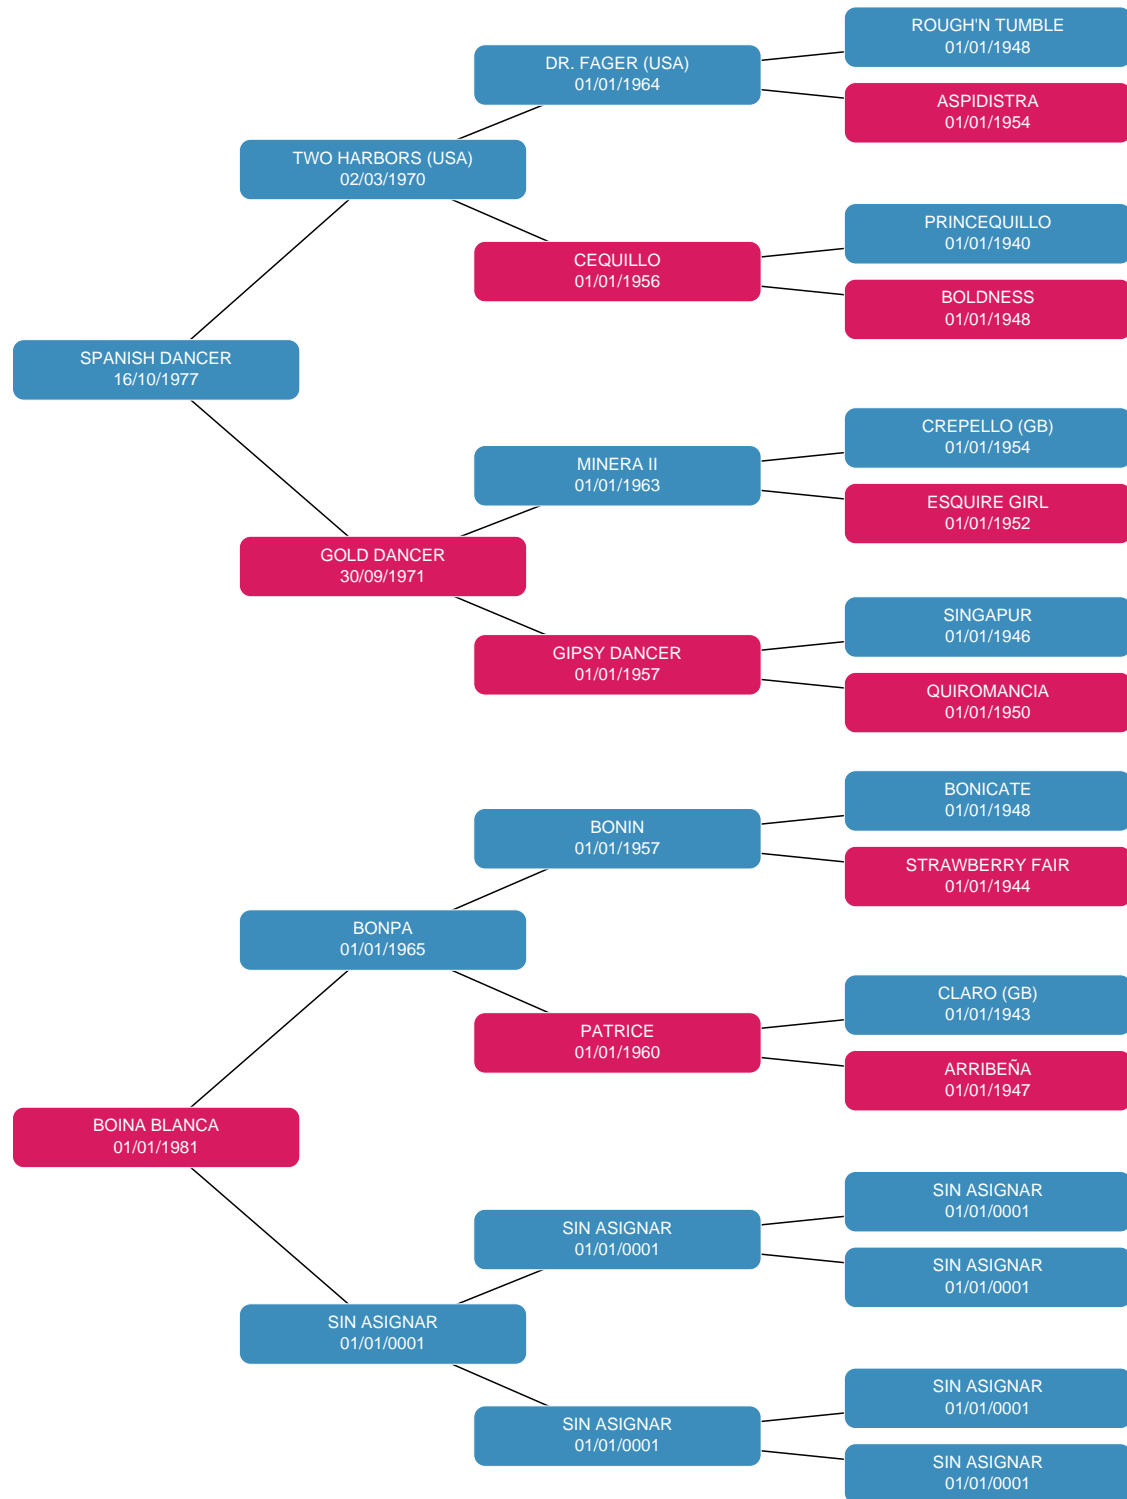 ROUGH'N TUMBLE
01/01/1948
DR. FAGER (USA)
01/01/1964
ASPIDISTRA
01/01/1954
TWO HARBORS (USA)
02/03/1970
PRINCEQUILLO
01/01/1940
CEQUILLO
01/01/1956
BOLDNESS
01/01/1948
SPANISH DANCER
16/10/1977
CREPELLO (GB)
01/01/1954
MINERA II
01/01/1963
ESQUIRE GIRL
01/01/1952
GOLD DANCER
30/09/1971
SINGAPUR
01/01/1946
GIPSY DANCER
01/01/1957
QUIROMANCIA
01/01/1950
BONICATE
01/01/1948
BONIN
01/01/1957
STRAWBERRY FAIR
01/01/1944
BONPA
01/01/1965
CLARO (GB)
01/01/1943
PATRICE
01/01/1960
ARRIBEÑA
01/01/1947
BOINA BLANCA
01/01/1981
SIN ASIGNAR
01/01/0001
SIN ASIGNAR
01/01/0001
SIN ASIGNAR
01/01/0001
SIN ASIGNAR
01/01/0001
SIN ASIGNAR
01/01/0001
SIN ASIGNAR
01/01/0001
SIN ASIGNAR
01/01/0001